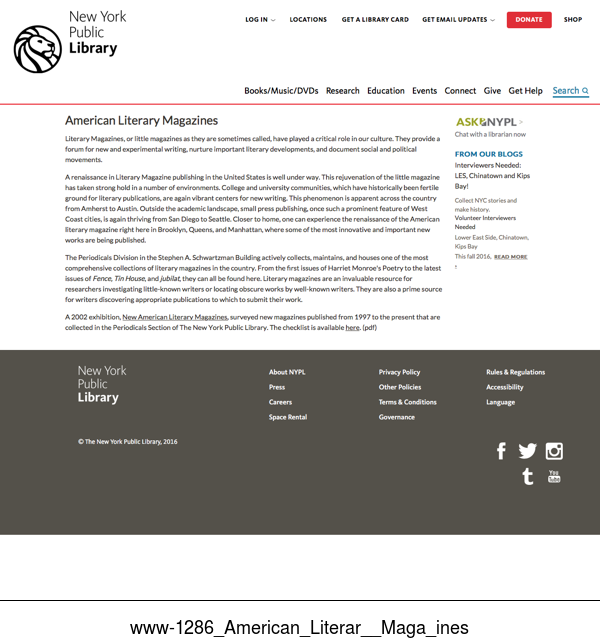 New York
Public
Library
LOG IN
LOCATIONS
GET A LIBRARY CARD
GET EMAIL UPDATES
DONATE
SHOP
Books/Music/DVDs
Research
Education
Events
Connect
Give
Get Help
Search
American Literary Magazines
Literary Magazines, or little magazines as they are sometimes called, have played a critical role in our culture. They provide a
forum for new and experimental writing, nurture important literary developments, and document social and political
movements.
A renaissance in Literary Magazine publishing in the United States is well under way. This rejuvenation of the little magazine
has taken strong hold in a number of environments. College and university communities, which have historically been fertile
ground for literary publications, are again vibrant centers for new writing. This phenomenon is apparent across the country
from Amherst to Austin. Outside the academic landscape, small press publishing, once such a prominent feature of West
Coast cities, is again thriving from San Diego to Seattle. Closer to home, one can experience the renaissance of the American
literary magazine right here in Brooklyn, Queens, and Manhattan, where some of the most innovative and important new
works are being published.
The Periodicals Division in the Stephen A. Schwartzman Building actively collects, maintains, and houses one of the most
comprehensive collections of literary magazines in the country. From the first issues of Harriet Monroe's Poetry to the latest
issues of Fence, Tin House, and jubilat, they can all be found here. Literary magazines are an invaluable resource for
researchers investigating little-known writers or locating obscure works by well-known writers. They are also a prime source
for writers discovering appropriate publications to which to submit their work.
A 2002 exhibition, New American Literary Magazines, surveyed new magazines published from 1997 to the present that are
collected in the Periodicals Section of The New York Public Library. The checklist is available here. (pdf)
ASK NYPL >
Chat with a librarian now
FROM OUR BLOGS
Interviewers Needed:
LES, Chinatown and Kips
Bay!
Collect NYC stories and
make history.
Volunteer Interviewers
Needed
Lower East Side, Chinatown,
Kips Bay
This fall 2016, READ MORE
New York
Public
Library
About NYPL
Press
Careers
Space Rental
Privacy Policy
Other Policies
Terms & Conditions
Governance
Rules & Regulations
Accessibility
Language
© The New York Public Library, 2016
You
Tube
www-1286_American_Literar__Maga_ines